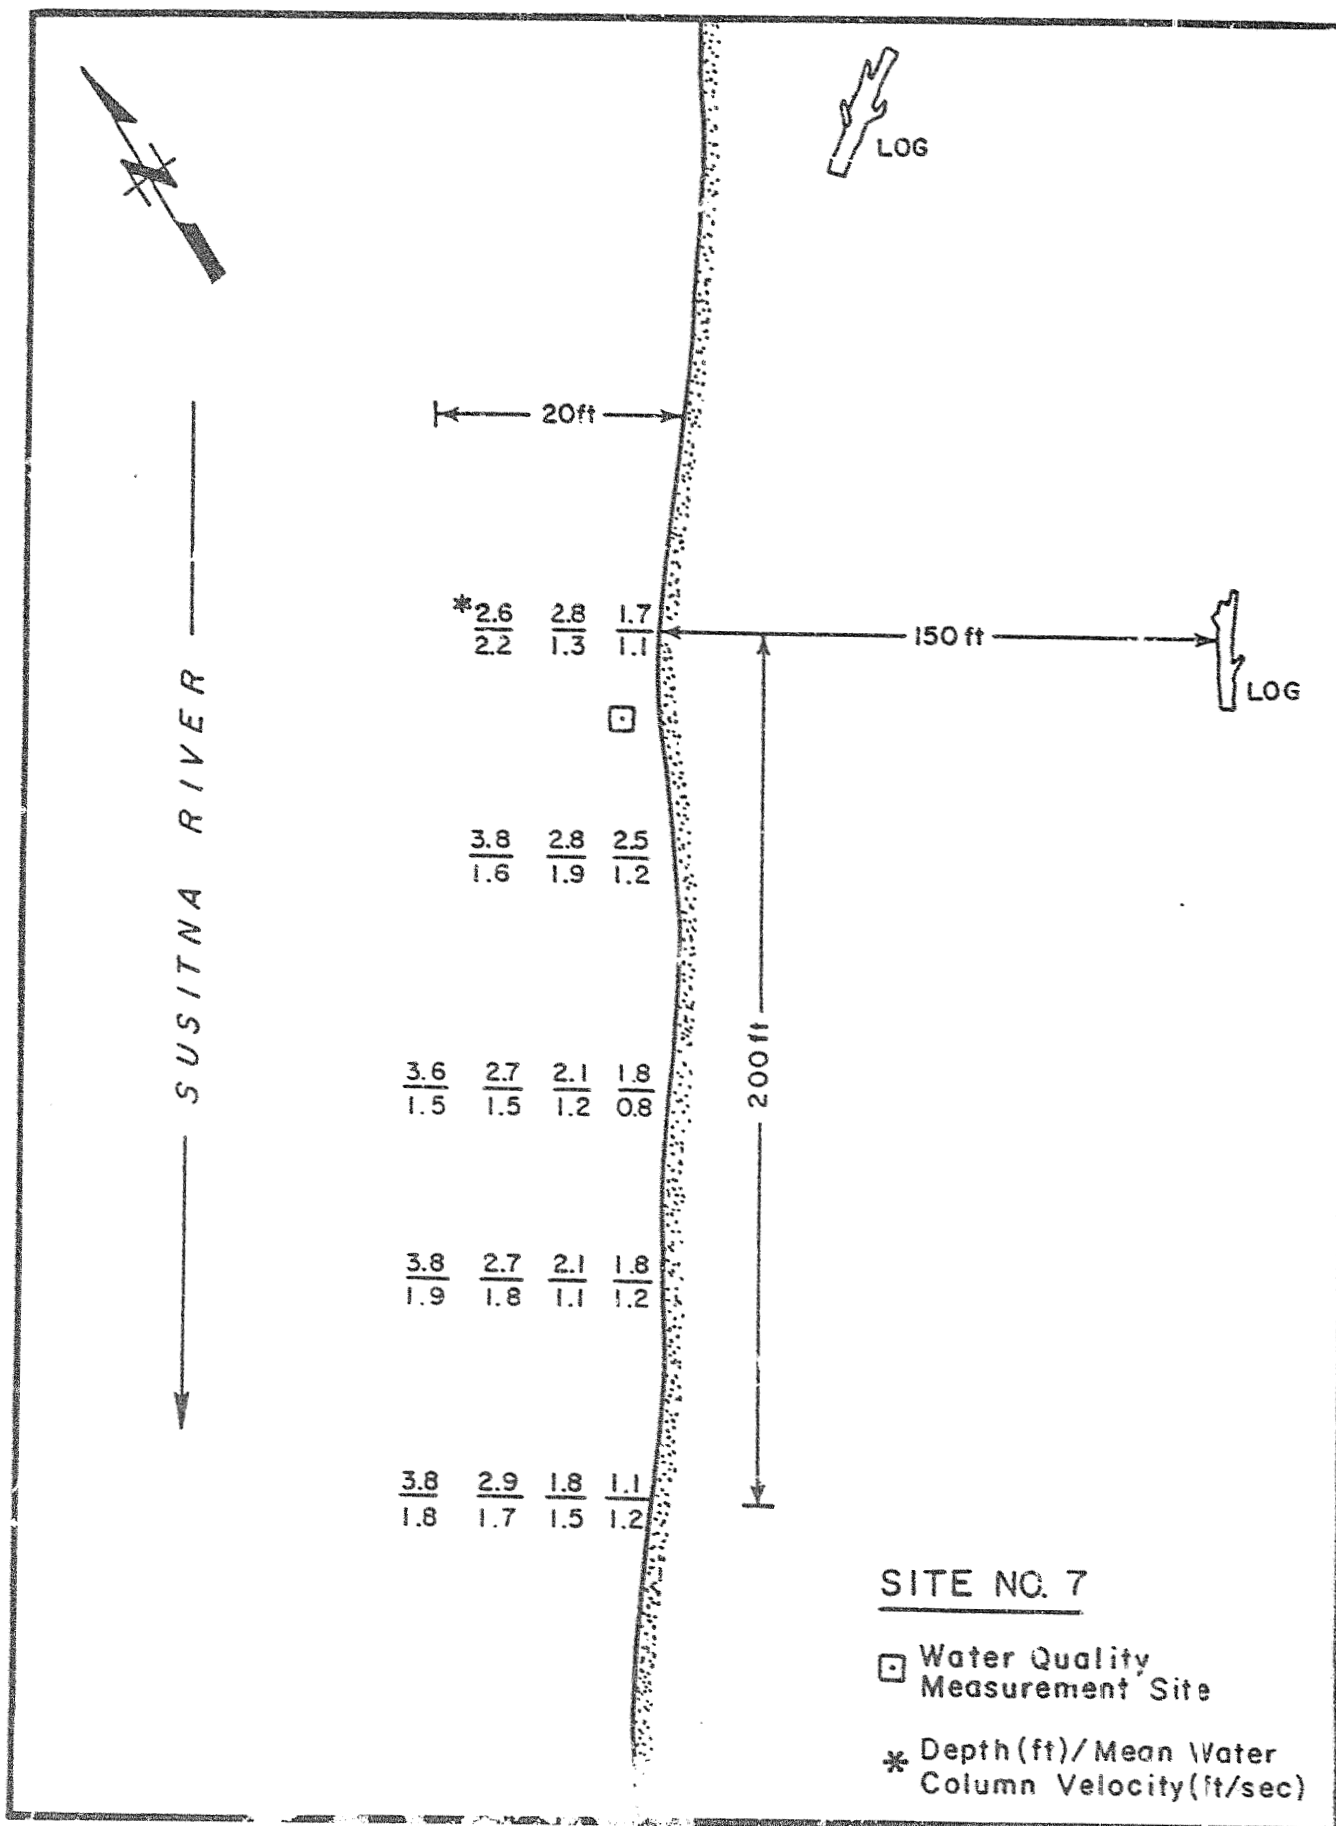 LOG
N
20ft
* 2.6 2.8 1.7
2.2 1.3 1.1
150 ft
LOG
SUSITNA RIVER
3.8 2.8 2.5
1.6 1.9 1.2
200ft
3.6 2.7 2.1 1.8
1.5 1.5 1.2 0.8
3.8 2.7 2.1 1.8
1.9 1.8 1.1 1.2
3.8 2.9 1.8 1.1
1.8 1.7 1.5 1.2
SITE NO. 7
Water Quality
Measurement Site
* Depth (ft)/Mean Water
Column Velocity (ft/sec)